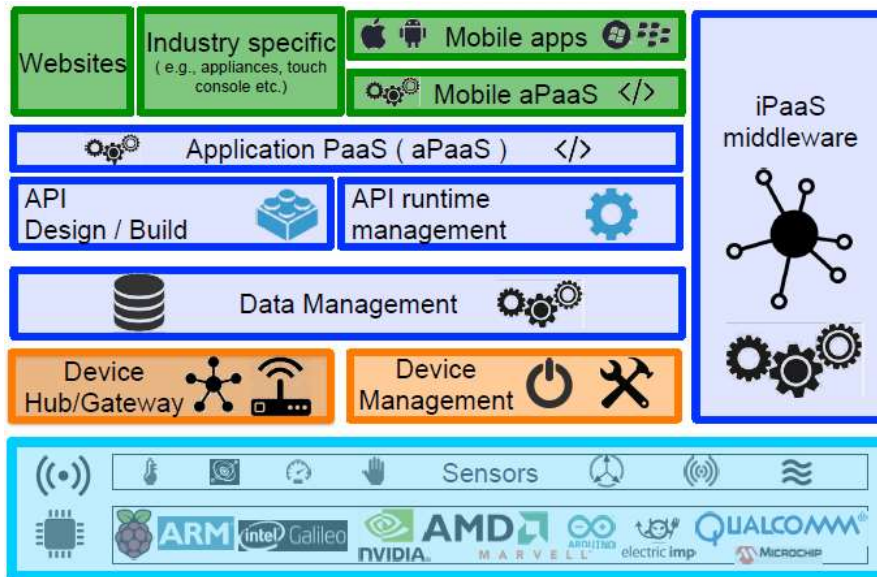 Websites
Industry specific
( e.g., appliances, touch
console etc.)
Mobile apps
Mobile aPaaS </>
iPaaS
middleware
Application PaaS ( aPaaS ) </>
API
Design / Build
API runtime
management
Data Management
Device
Hub/Gateway
Device
Management
Sensors
ARM
intel Galileo
NVIDIA.
AMD
MARVELL
ARDUINO
electric imp
QUALCOMM
MICROCHIP